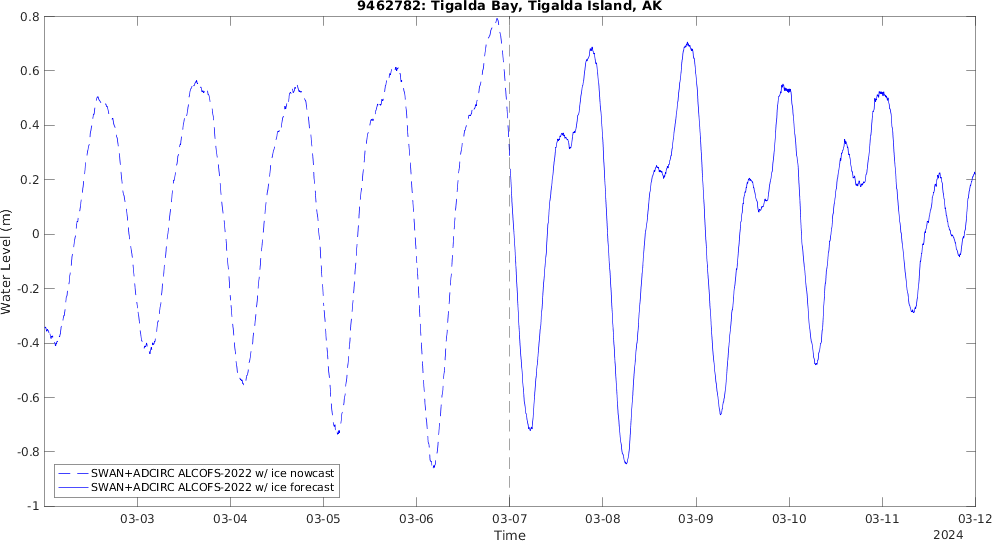 9462782: Tigalda Bay, Tigalda Island, AK
0.8
0.6
0.4
0.2
0
-0.2
-0.4
-0.6
-0.8
-1
Water Level (m)
SWAN+ADCIRC ALCOFS-2022 w/ ice nowcast
SWAN+ADCIRC ALCOFS-2022 w/ ice forecast
03-03 03-04 03-05 03-06 03-07 03-08 03-09 03-10 03-11 03-12
Time
2024